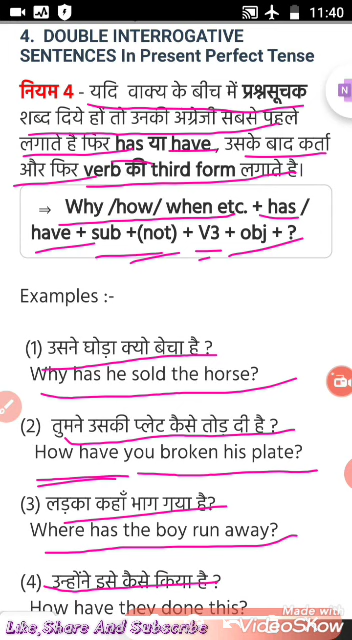 11:40
4. DOUBLE INTERROGATIVE
SENTENCES In Present Perfect Tense
नियम 4 - यदि वाक्य के बीच में प्रश्नसूचक
शब्द दिये हों तो उनकी अग्रेजी सबसे पहले
लगाते है फिर has या have , उसके बाद कर्ता
और फिर verb की third form लगाते है।
⇒ Why /how/ when etc. + has /
have + sub +(not) + V3 + obj + ?
Examples :-
(1) उसने घोड़ा क्यो बेचा है ?
Why has he sold the horse?
(2) तुमने उसकी प्लेट कैसे तोड़ दी है ?
How have you broken his plate?
(3) लड़का कहाँ भाग गया है?
Where has the boy run away?
(4) उन्होंने इसे कैसे किया है ?
How have they done this?
Made with
Like,Share And Subscribe
VideoShow